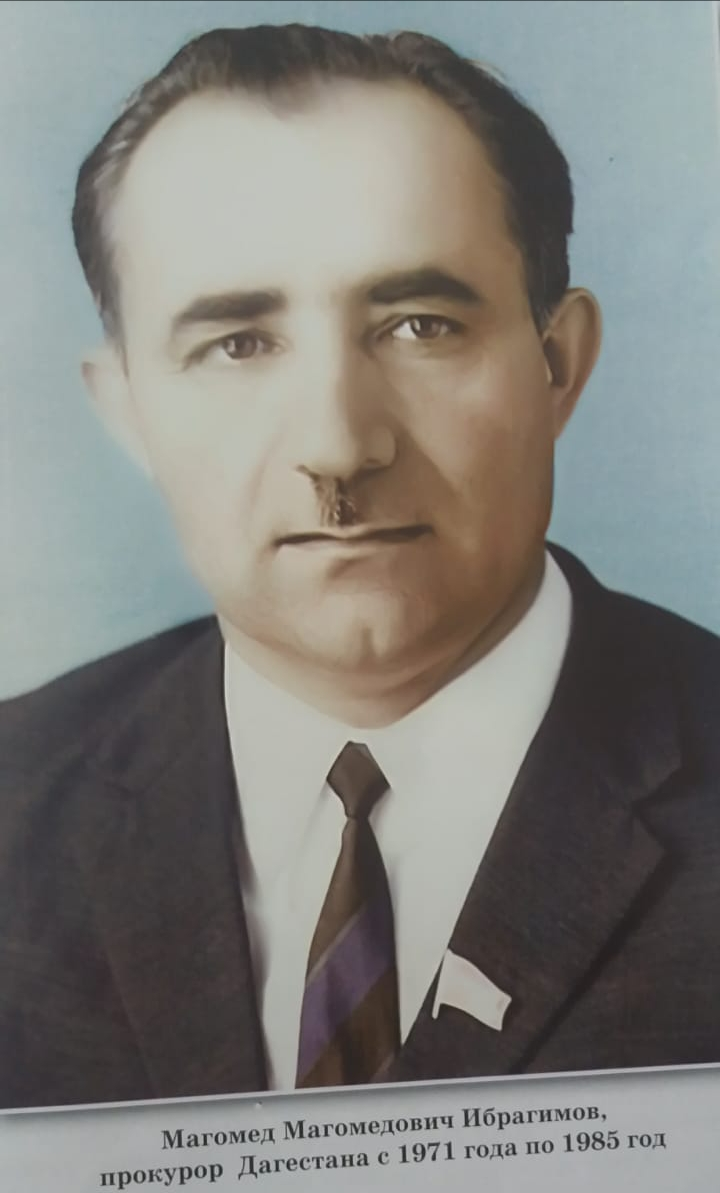 Магомед Магомедович Ибрагимов,
прокурор Дагестана с 1971 года по 1985 год